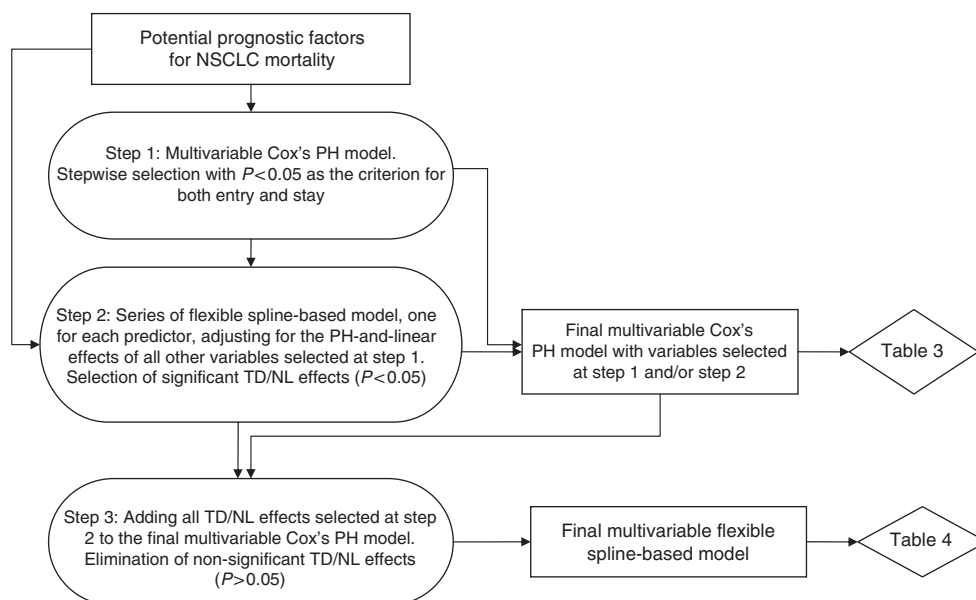 Potential prognostic factors
for NSCLC mortality
Step 1: Multivariable Cox's PH model.
Stepwise selection with P<0.05 as the criterion for
both entry and stay
Step 2: Series of flexible spline-based model, one
for each predictor, adjusting for the PH-and-linear
effects of all other variables selected at step 1.
Selection of significant TD/NL effects (P<0.05)
Final multivariable Cox's
PH model with variables selected
at step 1 and/or step 2
Table 3
Step 3: Adding all TD/NL effects selected at step
2 to the final multivariable Cox's PH model.
Elimination of non-significant TD/NL effects
(P>0.05)
Final multivariable flexible
spline-based model
Table 4